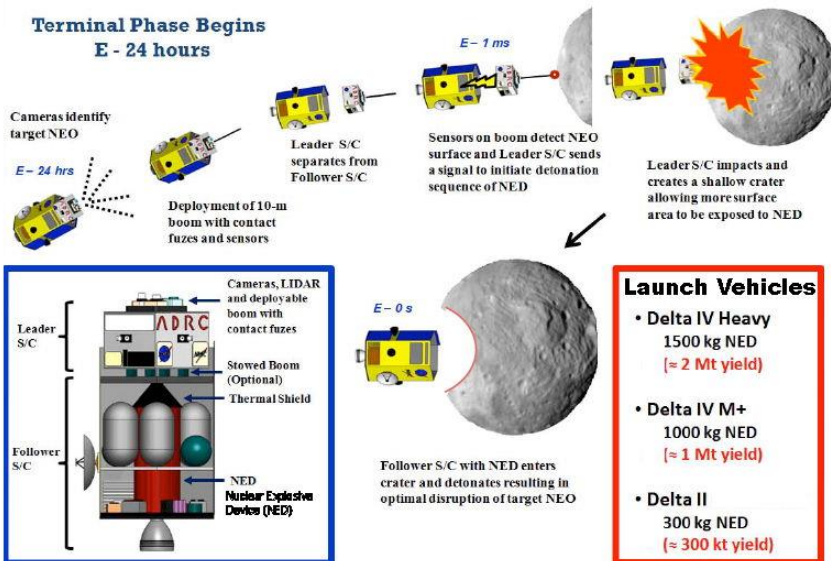 Terminal Phase Begins
E - 24 hours
Cameras identify
target NEO
E – 24 hrs
Deployment of 10-m
boom with contact
fuzes and sensors
Leader S/C
separates from
Follower S/C
E – 1 ms
Sensors on boom detect NEO
surface and Leader S/C sends
a signal to initiate detonation
sequence of NED
Leader S/C impacts and
creates a shallow crater
allowing more surface
area to be exposed to NED
Leader
S/C
Follower
S/C
ADRC
Cameras, LIDAR
and deployable
boom with
contact fuzes
Stowed Boom
(Optional)
Thermal Shield
NED
Nuclear Explosive
Device (NED)
E – 0 s
Follower S/C with NED enters
crater and detonates resulting in
optimal disruption of target NEO
Launch Vehicles
• Delta IV Heavy
1500 kg NED
(≈ 2 Mt yield)
• Delta IV M+
1000 kg NED
(≈ 1 Mt yield)
• Delta II
300 kg NED
(≈ 300 kt yield)